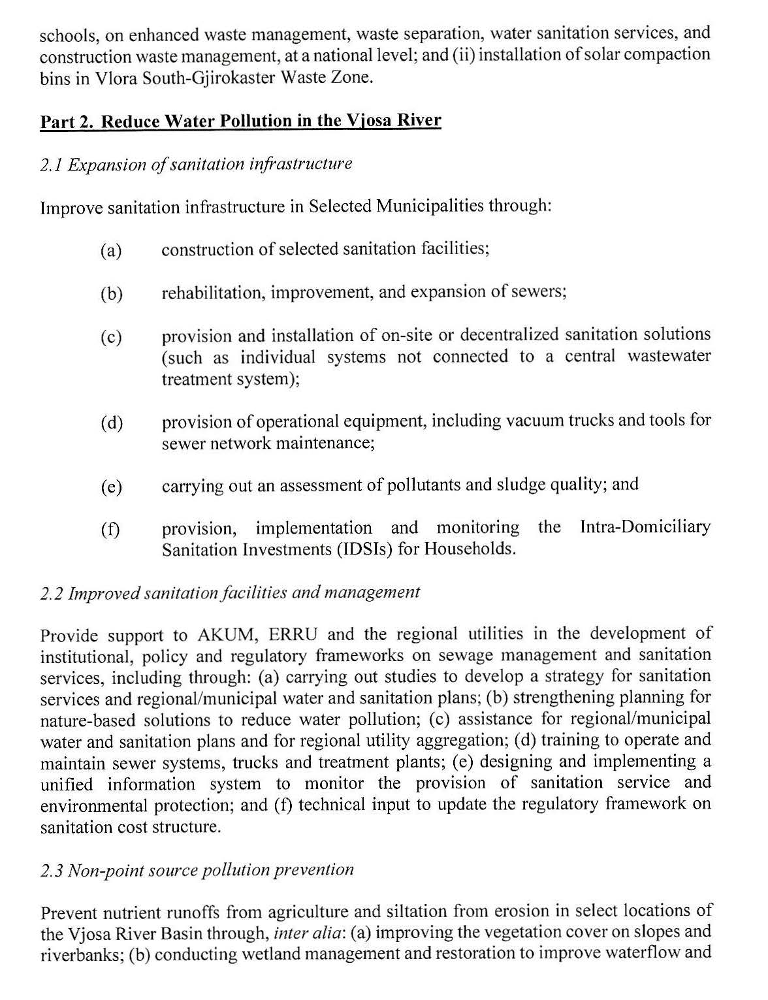 schools, on enhanced waste management, waste separation, water sanitation services, and
construction waste management, at a national level; and (ii) installation of solar compaction
bins in Vlora South-Gjirokaster Waste Zone.
Part 2. Reduce Water Pollution in the Vjosa River
2.1 Expansion of sanitation infrastructure
Improve sanitation infrastructure in Selected Municipalities through:
(a) construction of selected sanitation facilities;
(b) rehabilitation, improvement, and expansion of sewers;
(c) provision and installation of on-site or decentralized sanitation solutions
(such as individual systems not connected to a central wastewater
treatment system);
(d) provision of operational equipment, including vacuum trucks and tools for
sewer network maintenance;
(e) carrying out an assessment of pollutants and sludge quality; and
(f) provision, implementation and monitoring the Intra-Domiciliary
Sanitation Investments (IDSIs) for Households.
2.2 Improved sanitation facilities and management
Provide support to AKUM, ERRU and the regional utilities in the development of
institutional, policy and regulatory frameworks on sewage management and sanitation
services, including through: (a) carrying out studies to develop a strategy for sanitation
services and regional/municipal water and sanitation plans; (b) strengthening planning for
nature-based solutions to reduce water pollution; (c) assistance for regional/municipal
water and sanitation plans and for regional utility aggregation; (d) training to operate and
maintain sewer systems, trucks and treatment plants; (e) designing and implementing a
unified information system to monitor the provision of sanitation service and
environmental protection; and (f) technical input to update the regulatory framework on
sanitation cost structure.
2.3 Non-point source pollution prevention
Prevent nutrient runoffs from agriculture and siltation from erosion in select locations of
the Vjosa River Basin through, inter alia: (a) improving the vegetation cover on slopes and
riverbanks; (b) conducting wetland management and restoration to improve waterflow and